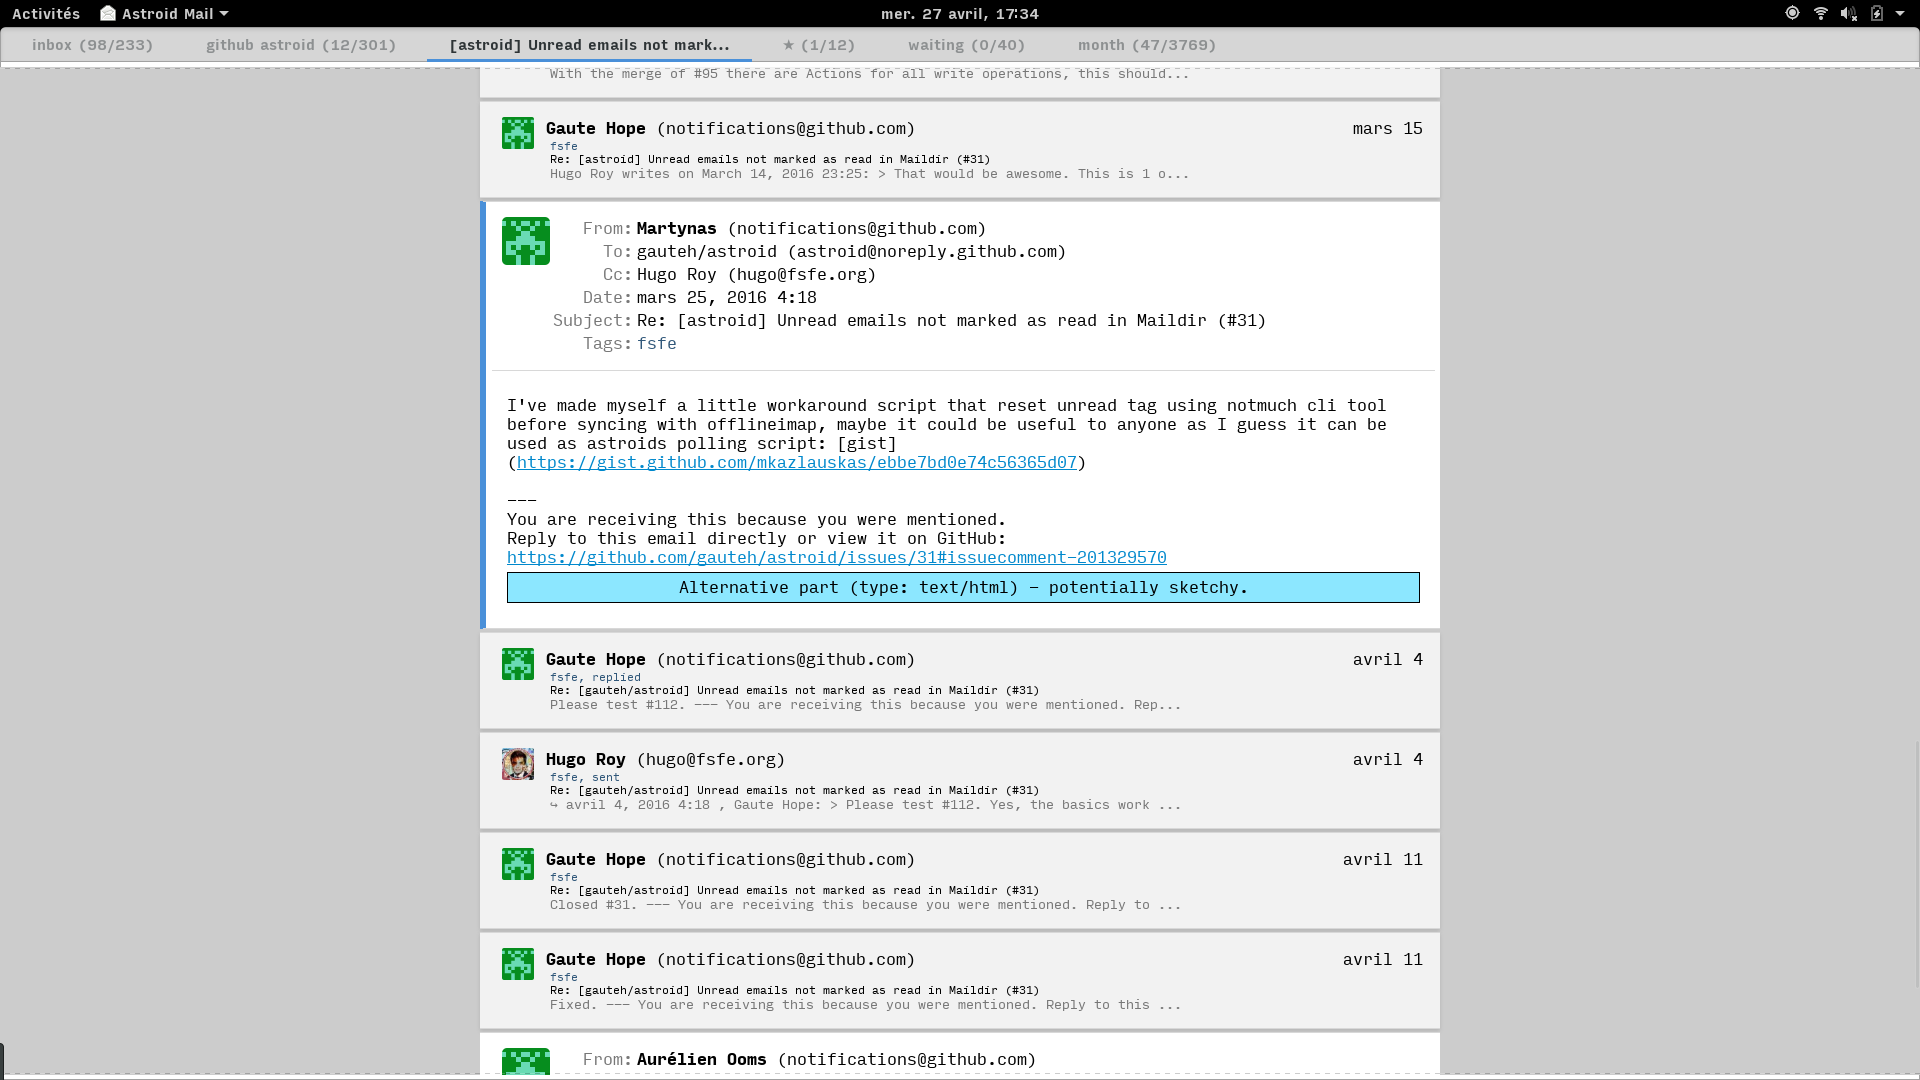 Activités Astroid Mail mer. 27 avril, 17:34
inbox (98/233) github astroid (12/301) [astroid] Unread emails not mark... ★ (1/12) waiting (0/40) month (47/3769)
With the merge of #95 there are Actions for all write operations, this should...
Gaute Hope (notifications@github.com) mars 15
fsfe
Re: [astroid] Unread emails not marked as read in Maildir (#31)
Hugo Roy writes on March 14, 2016 23:25: > That would be awesome. This is 1 o...
From: Martynas (notifications@github.com)
To: gauteh/astroid (astroid@noreply.github.com)
Cc: Hugo Roy (hugo@fsfe.org)
Date: mars 25, 2016 4:18
Subject: Re: [astroid] Unread emails not marked as read in Maildir (#31)
Tags: fsfe
I've made myself a little workaround script that reset unread tag using notmuch cli tool
before syncing with offlineimap, maybe it could be useful to anyone as I guess it can be
used as astroids polling script: [gist]
(https://gist.github.com/mkazlauskas/ebbe7bd0e74c56365d07)
---
You are receiving this because you were mentioned.
Reply to this email directly or view it on GitHub:
https://github.com/gauteh/astroid/issues/31#issuecomment-201329570
Alternative part (type: text/html) - potentially sketchy.
Gaute Hope (notifications@github.com) avril 4
fsfe, replied
Re: [gauteh/astroid] Unread emails not marked as read in Maildir (#31)
Please test #112. --- You are receiving this because you were mentioned. Rep...
Hugo Roy (hugo@fsfe.org) avril 4
fsfe, sent
Re: [gauteh/astroid] Unread emails not marked as read in Maildir (#31)
↪ avril 4, 2016 4:18 , Gaute Hope: > Please test #112. Yes, the basics work ...
Gaute Hope (notifications@github.com) avril 11
fsfe
Re: [gauteh/astroid] Unread emails not marked as read in Maildir (#31)
Closed #31. --- You are receiving this because you were mentioned. Reply to ...
Gaute Hope (notifications@github.com) avril 11
fsfe
Re: [gauteh/astroid] Unread emails not marked as read in Maildir (#31)
Fixed. --- You are receiving this because you were mentioned. Reply to this ...
From: Aurélien Ooms (notifications@github.com)